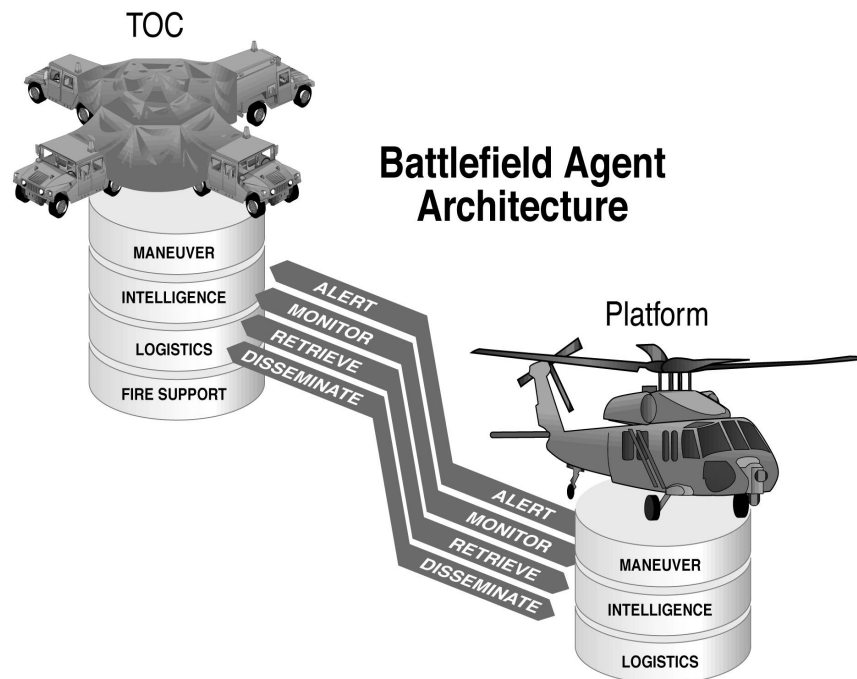 TOC
Battlefield Agent
Architecture
MANEUVER
INTELLIGENCE
LOGISTICS
FIRE SUPPORT
ALERT
MONITOR
RETRIEVE
DISSEMINATE
Platform
ALERT
MONITOR
RETRIEVE
DISSEMINATE
MANEUVER
INTELLIGENCE
LOGISTICS